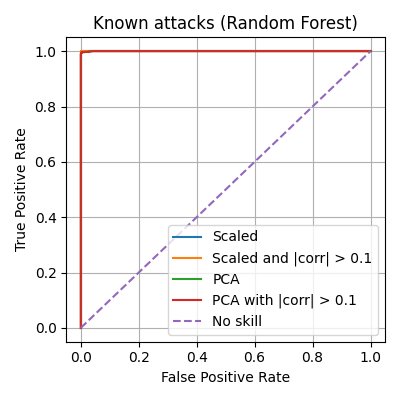 Known attacks (Random Forest)
True Positive Rate
1.0
0.8
0.6
0.4
0.2
0.0
Scaled
Scaled and |corr| > 0.1
PCA
PCA with |corr| > 0.1
No skill
0.0 0.2 0.4 0.6 0.8 1.0
False Positive Rate